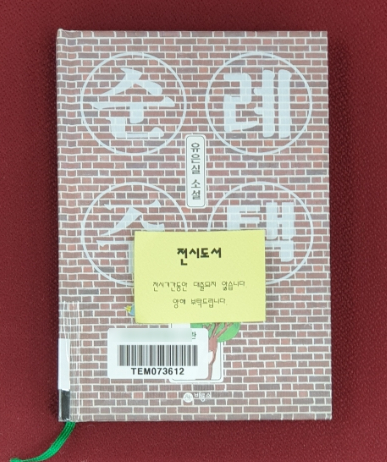 순례
유은실 소설
주택
전시도서
전시기간동안 대출되지 않습니다
양해 부탁드립니다
TEM073612